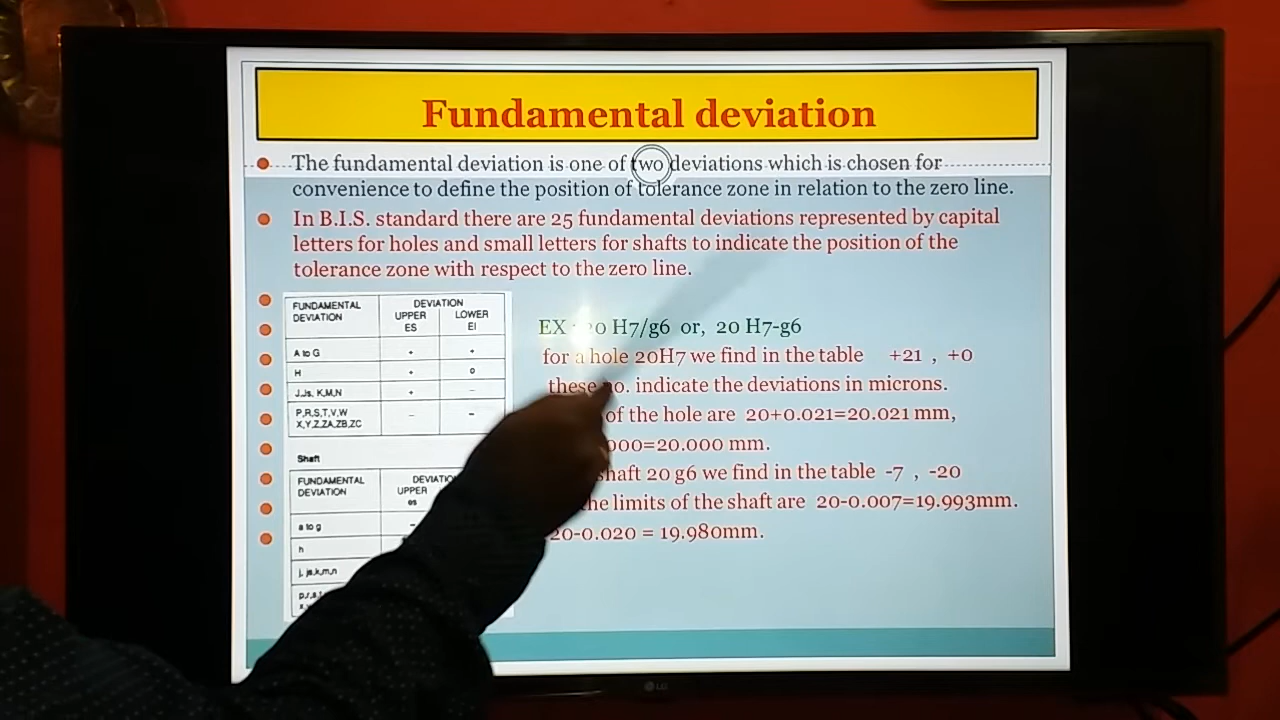 Fundamental deviation
The fundamental deviation is one of two deviations which is chosen for
convenience to define the position of tolerance zone in relation to the zero line.
In B.I.S. standard there are 25 fundamental deviations represented by capital
letters for holes and small letters for shafts to indicate the position of the
tolerance zone with respect to the zero line.
FUNDAMENTAL DEVIATION
DEVIATION
UPPER ES LOWER EI
A to G + +
H + 0
J,Js, K,M,N + –
P,R,S,T,V,W – –
X,Y,Z,ZA,ZB,ZC
Shaft
FUNDAMENTAL DEVIATION
UPPER
es
a to g –
h
j, js,k,m,n
EX : 20 H7/g6 or, 20 H7-g6
for a hole 20H7 we find in the table +21 , +0
these no. indicate the deviations in microns.
of the hole are 20+0.021=20.021 mm,
000=20.000 mm.
shaft 20 g6 we find in the table -7 , -20
the limits of the shaft are 20-0.007=19.993mm.
20-0.020 = 19.980mm.
LG